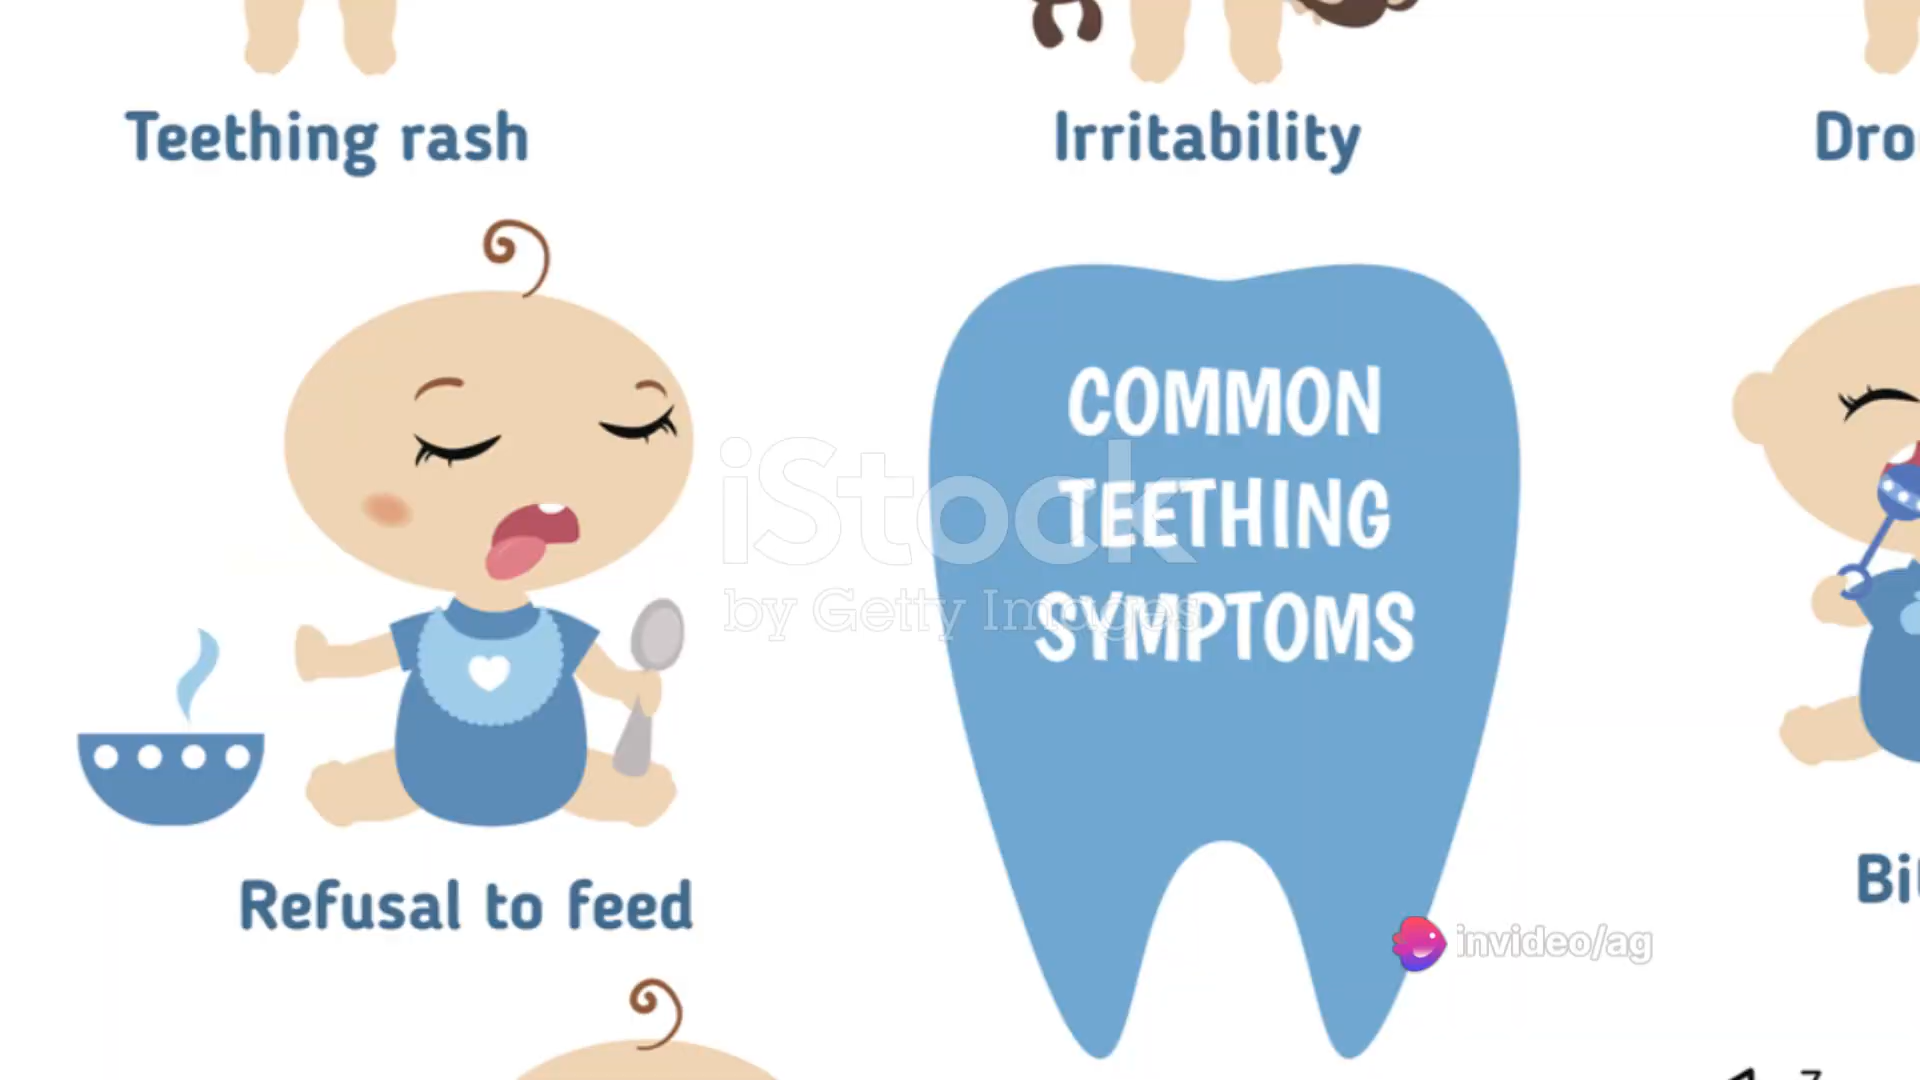 Teething rash
Irritability
COMMON
TEETHING
SYMPTOMS
iStock
by Getty Images
Refusal to feed
invideo/ag